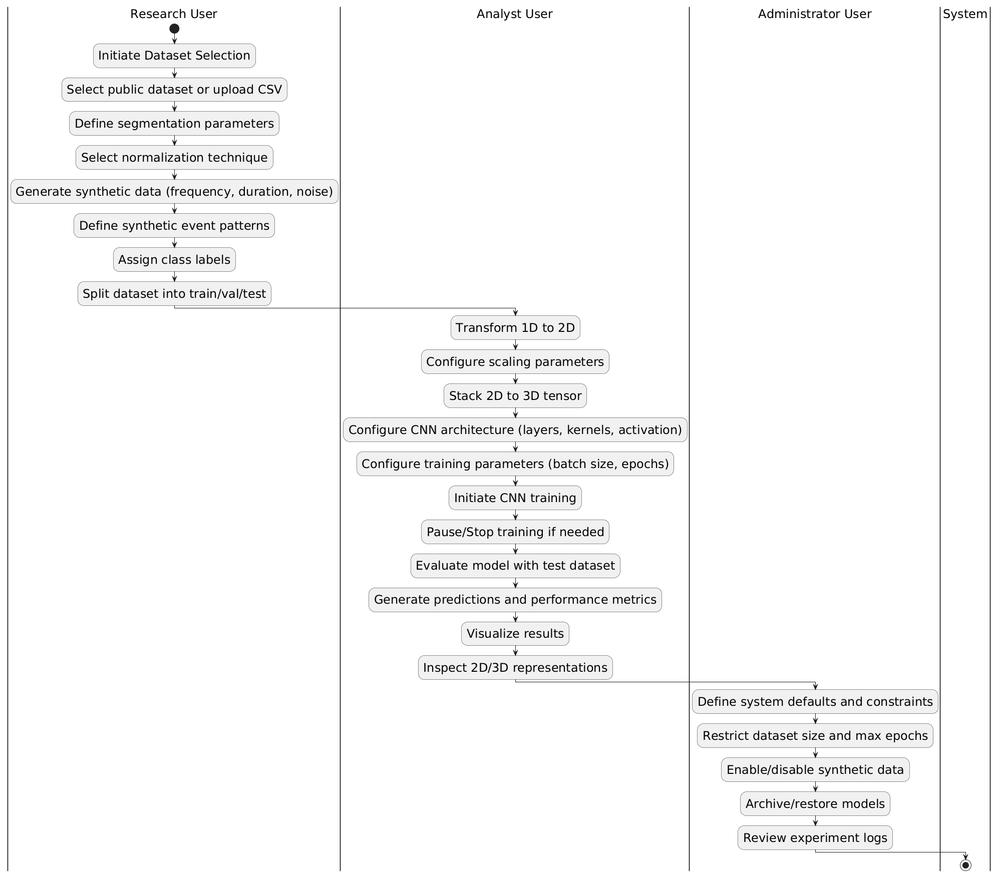 Research User
Analyst User
Administrator User
System
Initiate Dataset Selection
Select public dataset or upload CSV
Define segmentation parameters
Select normalization technique
Generate synthetic data (frequency, duration, noise)
Define synthetic event patterns
Assign class labels
Split dataset into train/val/test
Transform 1D to 2D
Configure scaling parameters
Stack 2D to 3D tensor
Configure CNN architecture (layers, kernels, activation)
Configure training parameters (batch size, epochs)
Initiate CNN training
Pause/Stop training if needed
Evaluate model with test dataset
Generate predictions and performance metrics
Visualize results
Inspect 2D/3D representations
Define system defaults and constraints
Restrict dataset size and max epochs
Enable/disable synthetic data
Archive/restore models
Review experiment logs